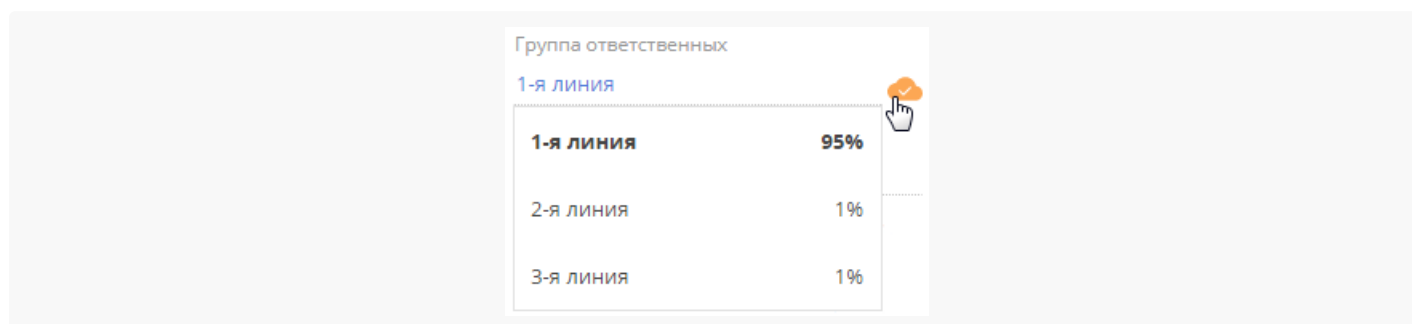 Группа ответственных
1-я линия
1-я линия 95%
2-я линия 1%
3-я линия 1%